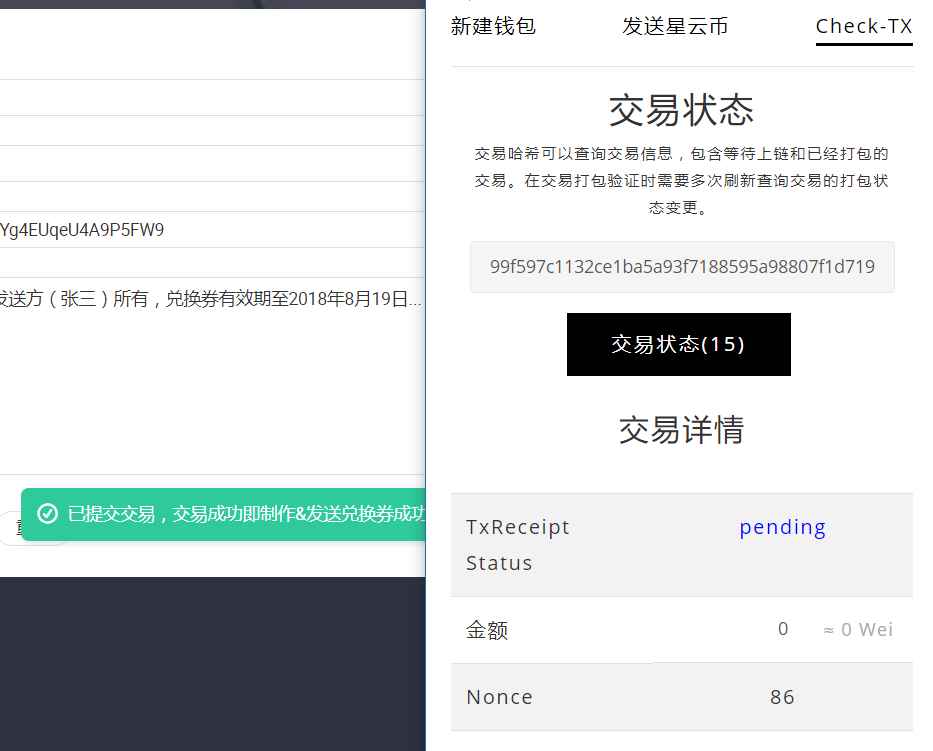 新建钱包
发送星云币
Check-TX
交易状态
交易哈希可以查询交易信息，包含等待上链和已经打包的
交易。在交易打包验证时需要多次刷新查询交易的打包状
态变更。
99f597c1132ce1ba5a93f7188595a98807f1d719
交易状态(15)
交易详情
TxReceipt
Status
pending
金额
0
≈ 0 Wei
Nonce
86
Yg4EUqeU4A9P5FW9
发送方（张三）所有，兑换券有效期至2018年8月19日...
已提交交易，交易成功即制作&发送兑换券成功